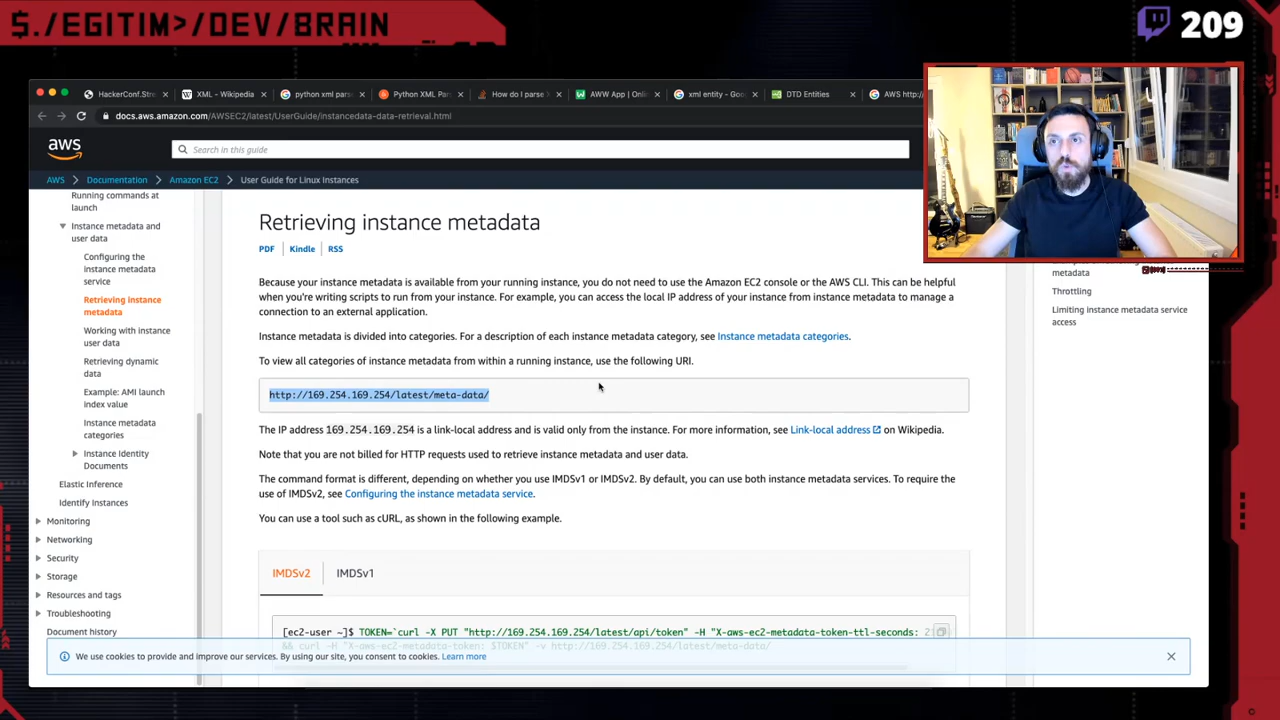 $./EGITIM>/DEV/BRAIN
209
HackerConf.Str
XML - Wikipedia
python xml pars
Python XML Par
How do I parse
AWW App | Onli
xml entity - Goo
DTD Entities
AWS http:/
docs.aws.amazon.com/AWSEC2/latest/UserGuide/instancedata-data-retrieval.html
aws
Search in this guide
AWS
Documentation
Amazon EC2
User Guide for Linux Instances
Running commands at
launch
Instance metadata and
user data
Configuring the
instance metadata
service
Retrieving instance
metadata
Working with instance
user data
Retrieving dynamic
data
Example: AMI launch
index value
Instance metadata
categories
Instance Identity
Documents
Elastic Inference
Identify Instances
Monitoring
Networking
Security
Storage
Resources and tags
Troubleshooting
Document history
Retrieving instance metadata
PDF
Kindle
RSS
Because your instance metadata is available from your running instance, you do not need to use the Amazon EC2 console or the AWS CLI. This can be helpful
when you're writing scripts to run from your instance. For example, you can access the local IP address of your instance from instance metadata to manage a
connection to an external application.
Instance metadata is divided into categories. For a description of each instance metadata category, see Instance metadata categories.
To view all categories of instance metadata from within a running instance, use the following URI.
http://169.254.169.254/latest/meta-data/
The IP address 169.254.169.254 is a link-local address and is valid only from the instance. For more information, see Link-local address on Wikipedia.
Note that you are not billed for HTTP requests used to retrieve instance metadata and user data.
The command format is different, depending on whether you use IMDSv1 or IMDSv2. By default, you can use both instance metadata services. To require the
use of IMDSv2, see Configuring the instance metadata service.
You can use a tool such as cURL, as shown in the following example.
IMDSv2
IMDSv1
[ec2-user ~]$ TOKEN=`curl -X PUT "http://169.254.169.254/latest/api/token" -H "X-aws-ec2-metadata-token-ttl-seconds: 2
&& curl -H "X-aws-ec2-metadata-token: $TOKEN" -v http://169.254.169.254/latest/meta-data/
metadata
Throttling
Limiting instance metadata service
access
We use cookies to provide and improve our services. By using our site, you consent to cookies. Learn more